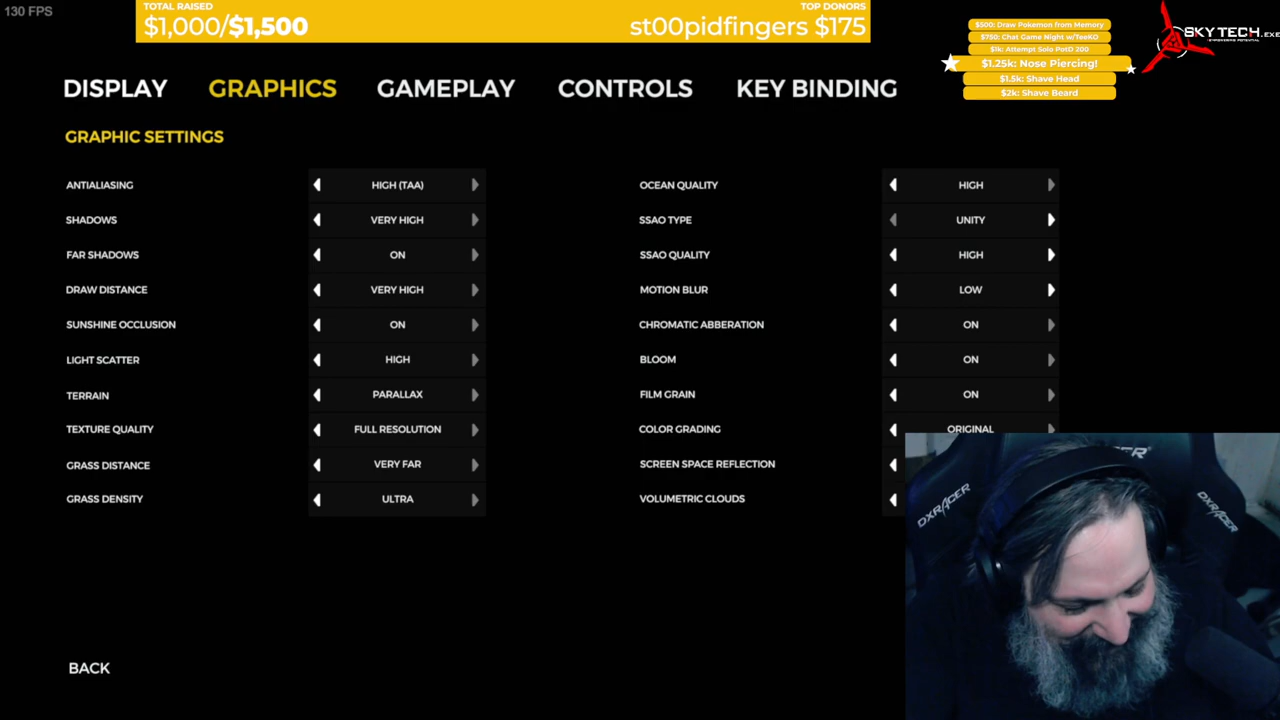 130 FPS
TOTAL RAISED
$1,000/$1,500
TOP DONORS
st00pidfingers $175
$500: Draw Pokemon from Memory
$750: Chat Game Night w/TeeKO
$1k: Attempt Solo PotD 200
$1.25k: Nose Piercing!
$1.5k: Shave Head
$2k: Shave Beard
SKYTECH.EXE
DISPLAY
GRAPHICS
GAMEPLAY
CONTROLS
KEY BINDING
GRAPHIC SETTINGS
ANTIALIASING HIGH (TAA)
SHADOWS VERY HIGH
FAR SHADOWS ON
DRAW DISTANCE VERY HIGH
SUNSHINE OCCLUSION ON
LIGHT SCATTER HIGH
TERRAIN PARALLAX
TEXTURE QUALITY FULL RESOLUTION
GRASS DISTANCE VERY FAR
GRASS DENSITY ULTRA
OCEAN QUALITY HIGH
SSAO TYPE UNITY
SSAO QUALITY HIGH
MOTION BLUR LOW
CHROMATIC ABBERATION ON
BLOOM ON
FILM GRAIN ON
COLOR GRADING ORIGINAL
SCREEN SPACE REFLECTION
VOLUMETRIC CLOUDS
BACK
DXRACER
DXRACER